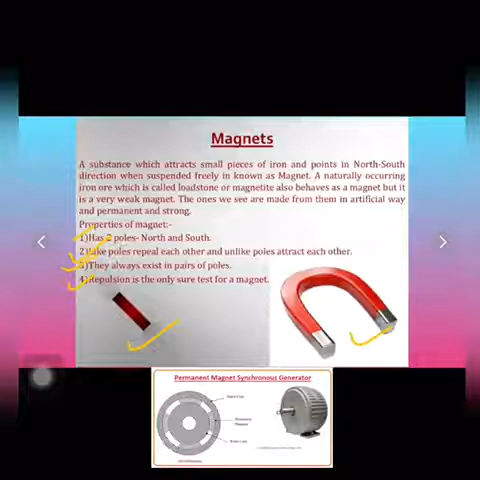 Magnets
A substance which attracts small pieces of iron and points in North-South
direction when suspended freely in known as Magnet. A naturally occurring
iron ore which is called loadstone or magnetite also behaves as a magnet but it
is a very weak magnet. The ones we see are made from them in artificial way
and permanent and strong.
Properties of magnet:-
1)Has 2 poles- North and South.
2)Like poles repeal each other and unlike poles attract each other.
3)They always exist in pairs of poles.
4)Repulsion is the only sure test for a magnet.
Permanent Magnet Synchronous Generator